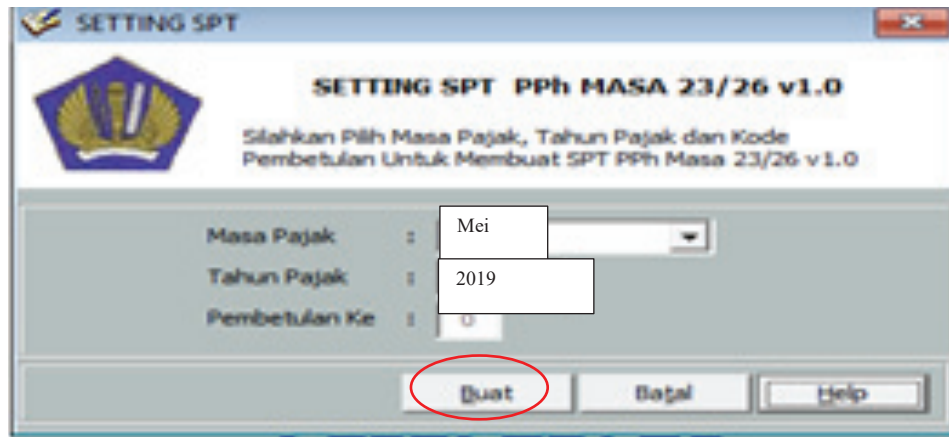 SETTING SPT
SETTING SPT PPh MASA 23/26 v1.0
Silahkan Pilih Masa Pajak, Tahun Pajak dan Kode
Pembetulan Untuk Membuat SPT PPh Masa 23/26 v1.0
Masa Pajak : Mei
Tahun Pajak : 2019
Pembetulan Ke : 0
Buat Batal Help